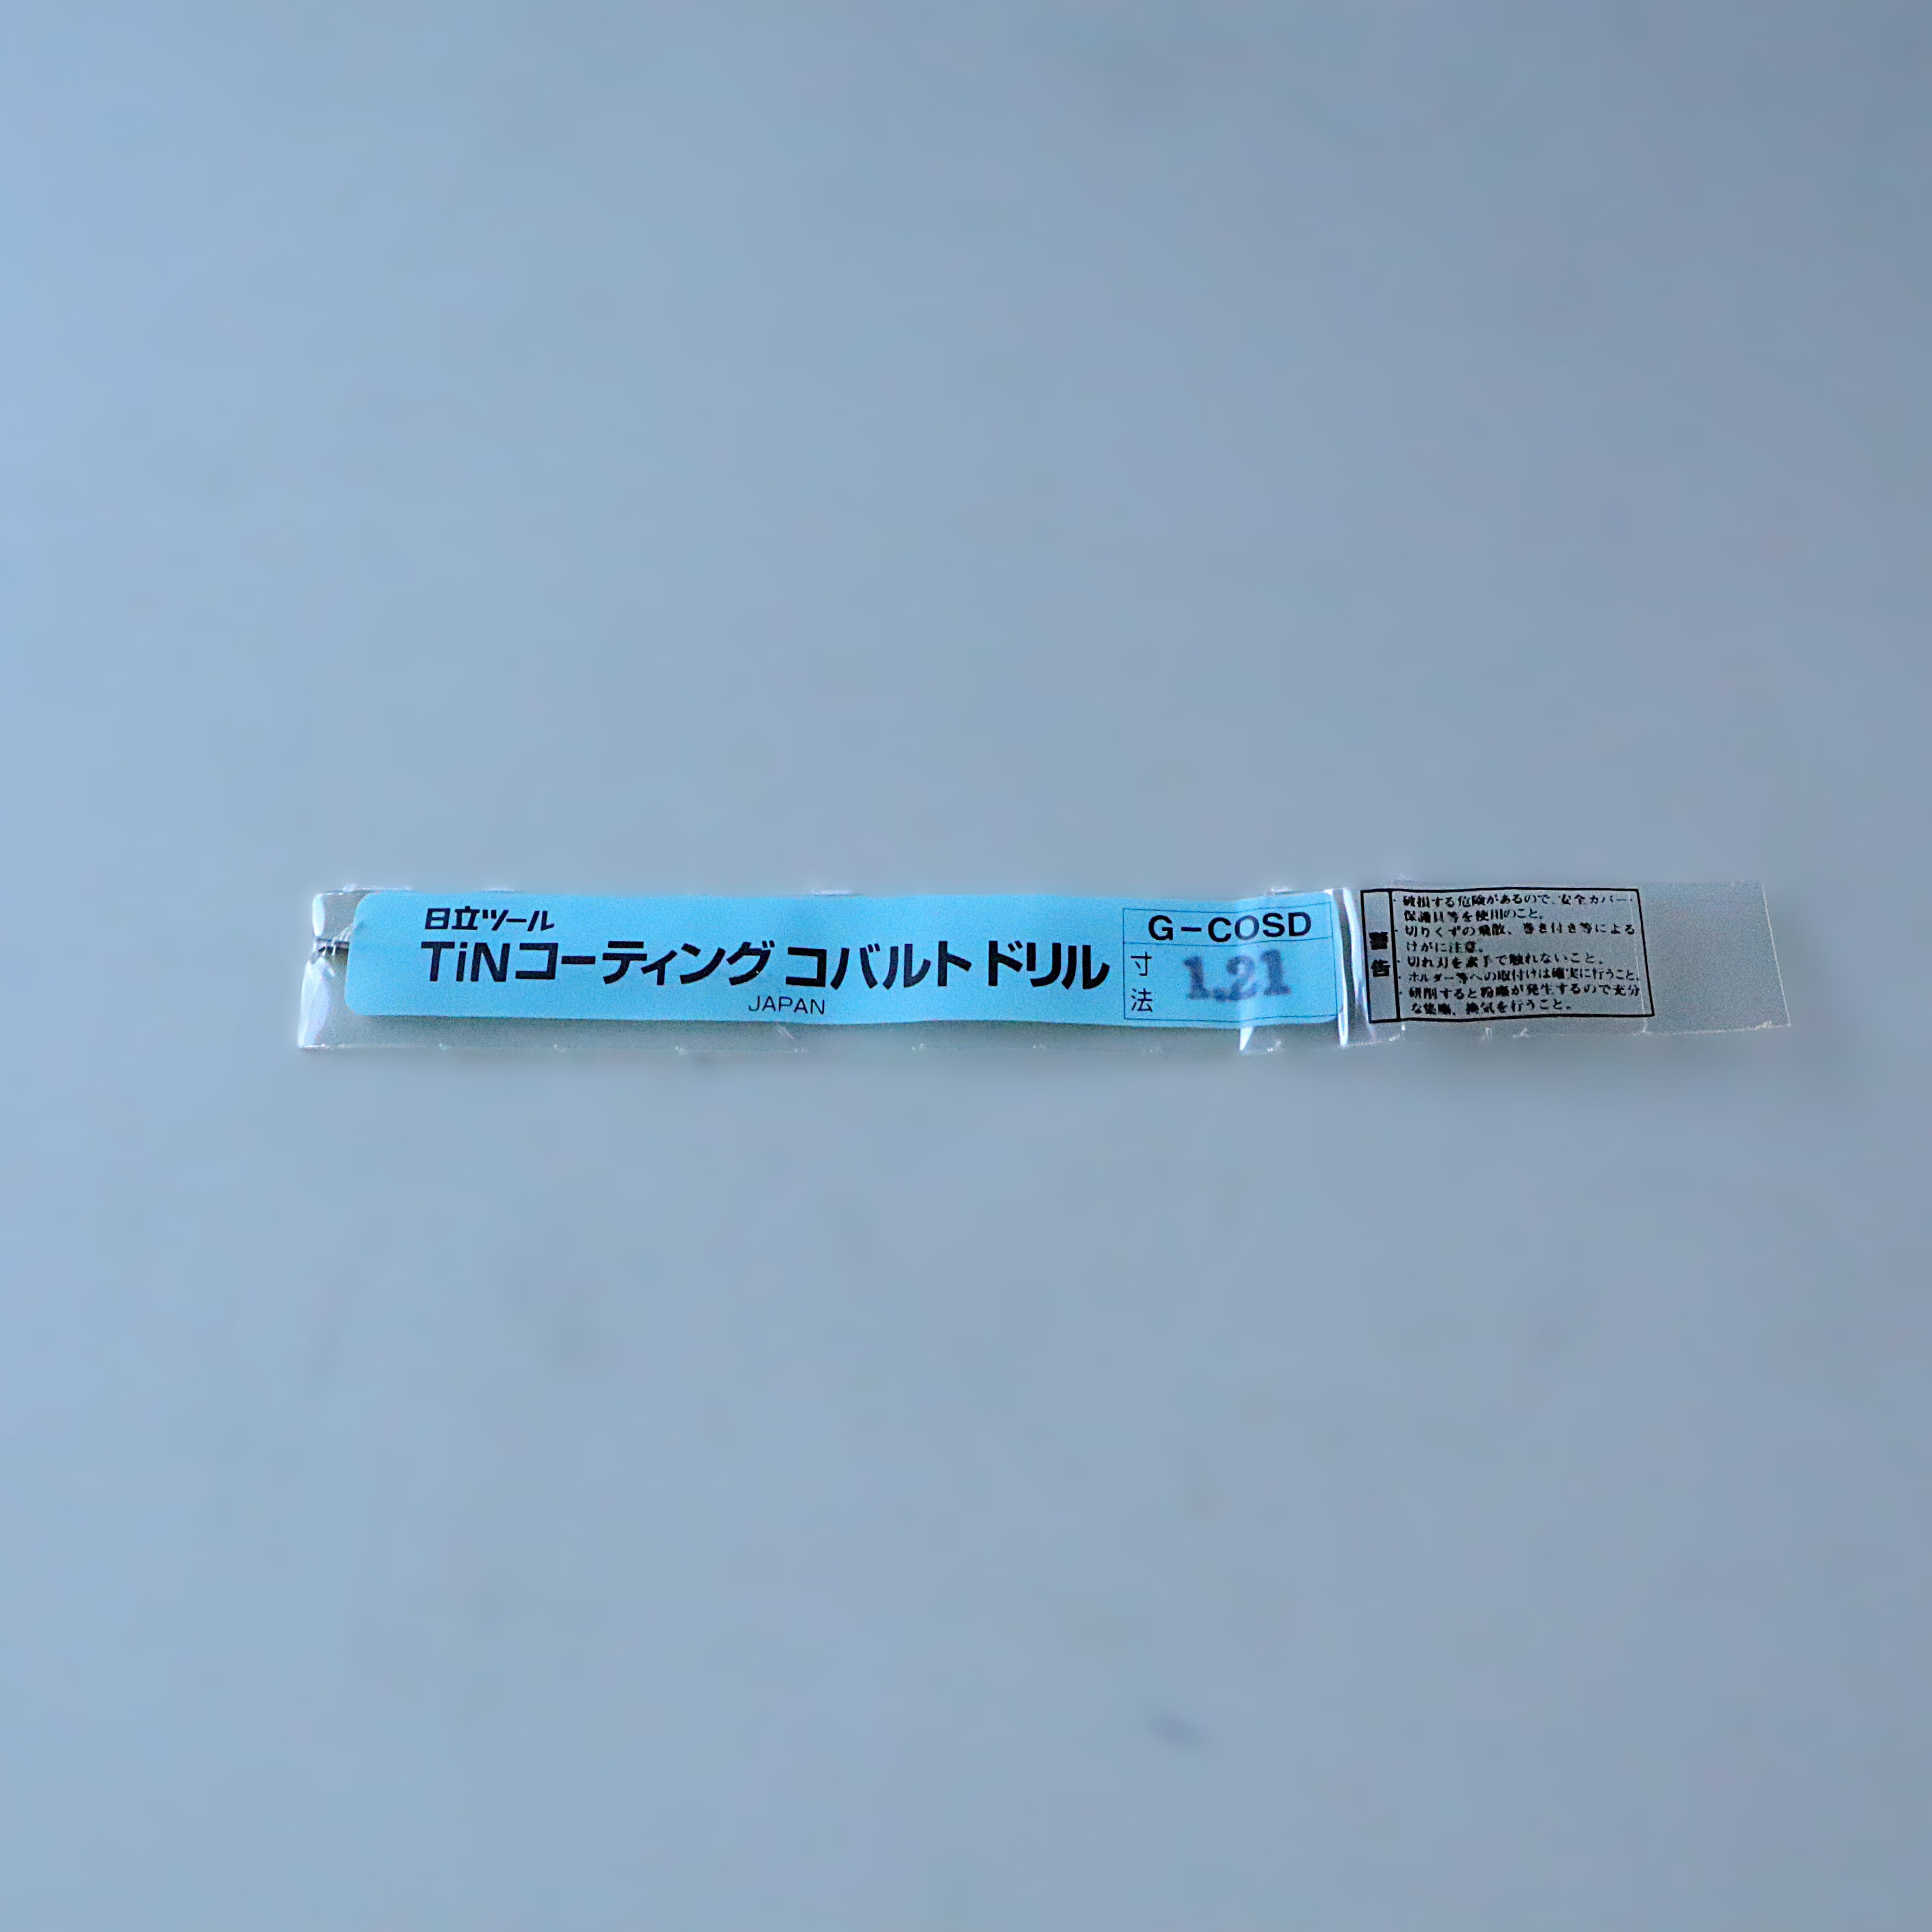 日立ツール
TiNコーティング コバルト ドリル
JAPAN
G-COSD
寸法
1.21
警告
・破損する危険があるので、安全カバー・
保護具等を使用のこと。
・切りくずの飛散、巻き付き等による
けがに注意。
・切れ刃を素手で触れないこと。
・ホルダー等への取付けは確実に行うこと。
・研削すると粉塵が発生するので充分
な集塵、換気を行うこと。